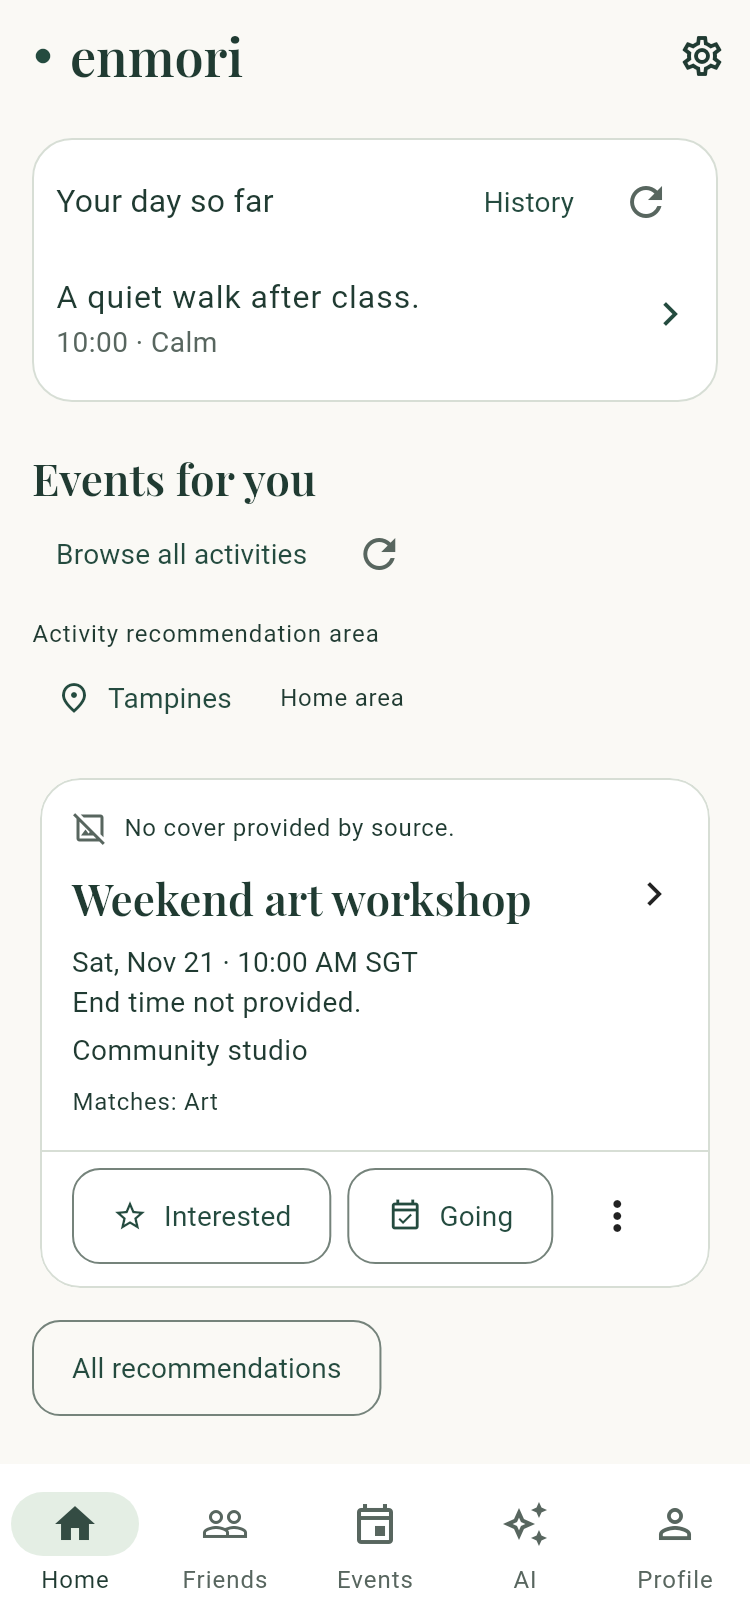 enmori
Your day so far
History
A quiet walk after class.
10:00 · Calm
Events for you
Browse all activities
Activity recommendation area
Tampines
Home area
No cover provided by source.
Weekend art workshop
Sat, Nov 21 · 10:00 AM SGT
End time not provided.
Community studio
Matches: Art
Interested
Going
All recommendations
Home
Friends
Events
AI
Profile